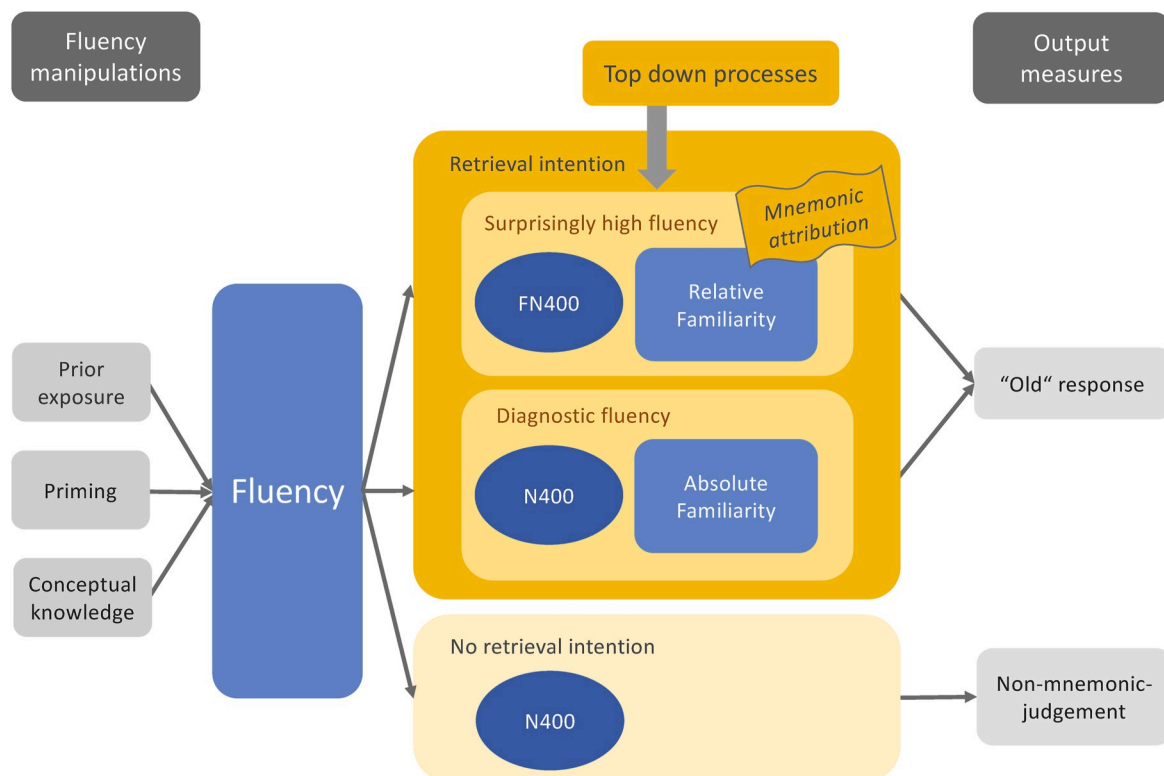 Fluency
manipulations
Top down processes
Output
measures
Retrieval intention
Mnemonic
attribution
Surprisingly high fluency
FN400
Relative
Familiarity
Prior
exposure
Priming
Conceptual
knowledge
Fluency
Diagnostic fluency
N400
Absolute
Familiarity
“Old“ response
No retrieval intention
N400
Non-mnemonic-
judgement